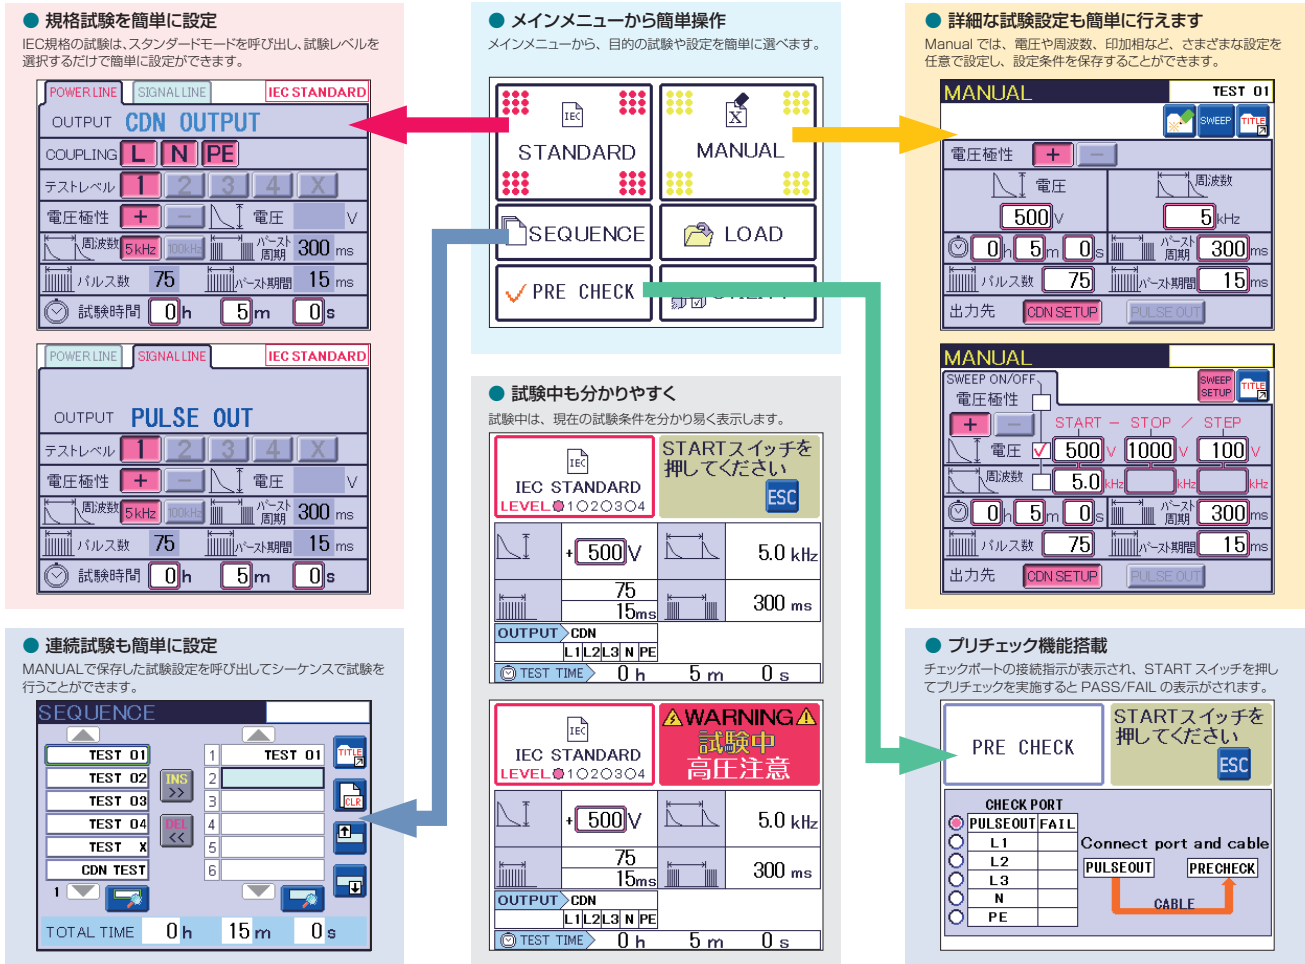 ● 規格試験を簡単に設定
IEC規格の試験は、スタンダードモードを呼び出し、試験レベルを
選択するだけで簡単に設定ができます。
POWER LINE SIGNAL LINE IEC STANDARD
OUTPUT CDN OUTPUT
COUPLING L N PE
テストレベル 1 2 3 4 X
電圧極性 + − 電圧 V
周波数 5kHz 100kHz バースト周期 300 ms
パルス数 75 バースト期間 15 ms
試験時間 0 h 5 m 0 s
POWER LINE SIGNAL LINE IEC STANDARD
OUTPUT PULSE OUT
テストレベル 1 2 3 4 X
電圧極性 + − 電圧 V
周波数 5kHz 100kHz バースト周期 300 ms
パルス数 75 バースト期間 15 ms
試験時間 0 h 5 m 0 s
● メインメニューから簡単操作
メインメニューから、目的の試験や設定を簡単に選べます。
IEC
STANDARD MANUAL
SEQUENCE LOAD
PRE CHECK
● 詳細な試験設定も簡単に行えます
Manual では、電圧や周波数、印加相など、さまざまな設定を
任意で設定し、設定条件を保存することができます。
MANUAL TEST 01
SWEEP TITLE
電圧極性 + −
電圧 周波数
500 V 5 kHz
0 h 5 m 0 s バースト周期 300 ms
パルス数 75 バースト期間 15 ms
出力先 CDN SETUP PULSE OUT
MANUAL
SWEEP ON/OFF SWEEP SETUP TITLE
電圧極性
+ − START − STOP / STEP
電圧 500 V 1000 V 100 V
周波数 5.0 kHz kHz kHz
0 h 5 m 0 s バースト周期 300 ms
パルス数 75 バースト期間 15 ms
出力先 CDN SETUP PULSE OUT
● 試験中も分かりやすく
試験中は、現在の試験条件を分かり易く表示します。
IEC
IEC STANDARD
LEVEL 1 2 3 4
STARTスイッチを
押してください
ESC
+ 500 V 5.0 kHz
75
15ms 300 ms
OUTPUT CDN
L1 L2 L3 N PE
TEST TIME 0 h 5 m 0 s
IEC
IEC STANDARD
LEVEL 1 2 3 4
WARNING
試験中
高圧注意
+ 500 V 5.0 kHz
75
15ms 300 ms
OUTPUT CDN
L1 L2 L3 N PE
TEST TIME 0 h 5 m 0 s
● 連続試験も簡単に設定
MANUALで保存した試験設定を呼び出してシーケンスで試験を
行うことができます。
SEQUENCE
TEST 01 1 TEST 01 TITLE
TEST 02 INS >> 2
TEST 03 3 CLR
TEST 04 DEL << 4
TEST X 5
CDN TEST 6
1
TOTAL TIME 0 h 15 m 0 s
● プリチェック機能搭載
チェックポートの接続指示が表示され、START スイッチを押し
てプリチェックを実施すると PASS/FAIL の表示がされます。
PRE CHECK
STARTスイッチを
押してください
ESC
CHECK PORT
PULSEOUT FAIL
L1
L2
L3
N
PE
Connect port and cable
PULSEOUT PRECHECK
CABLE